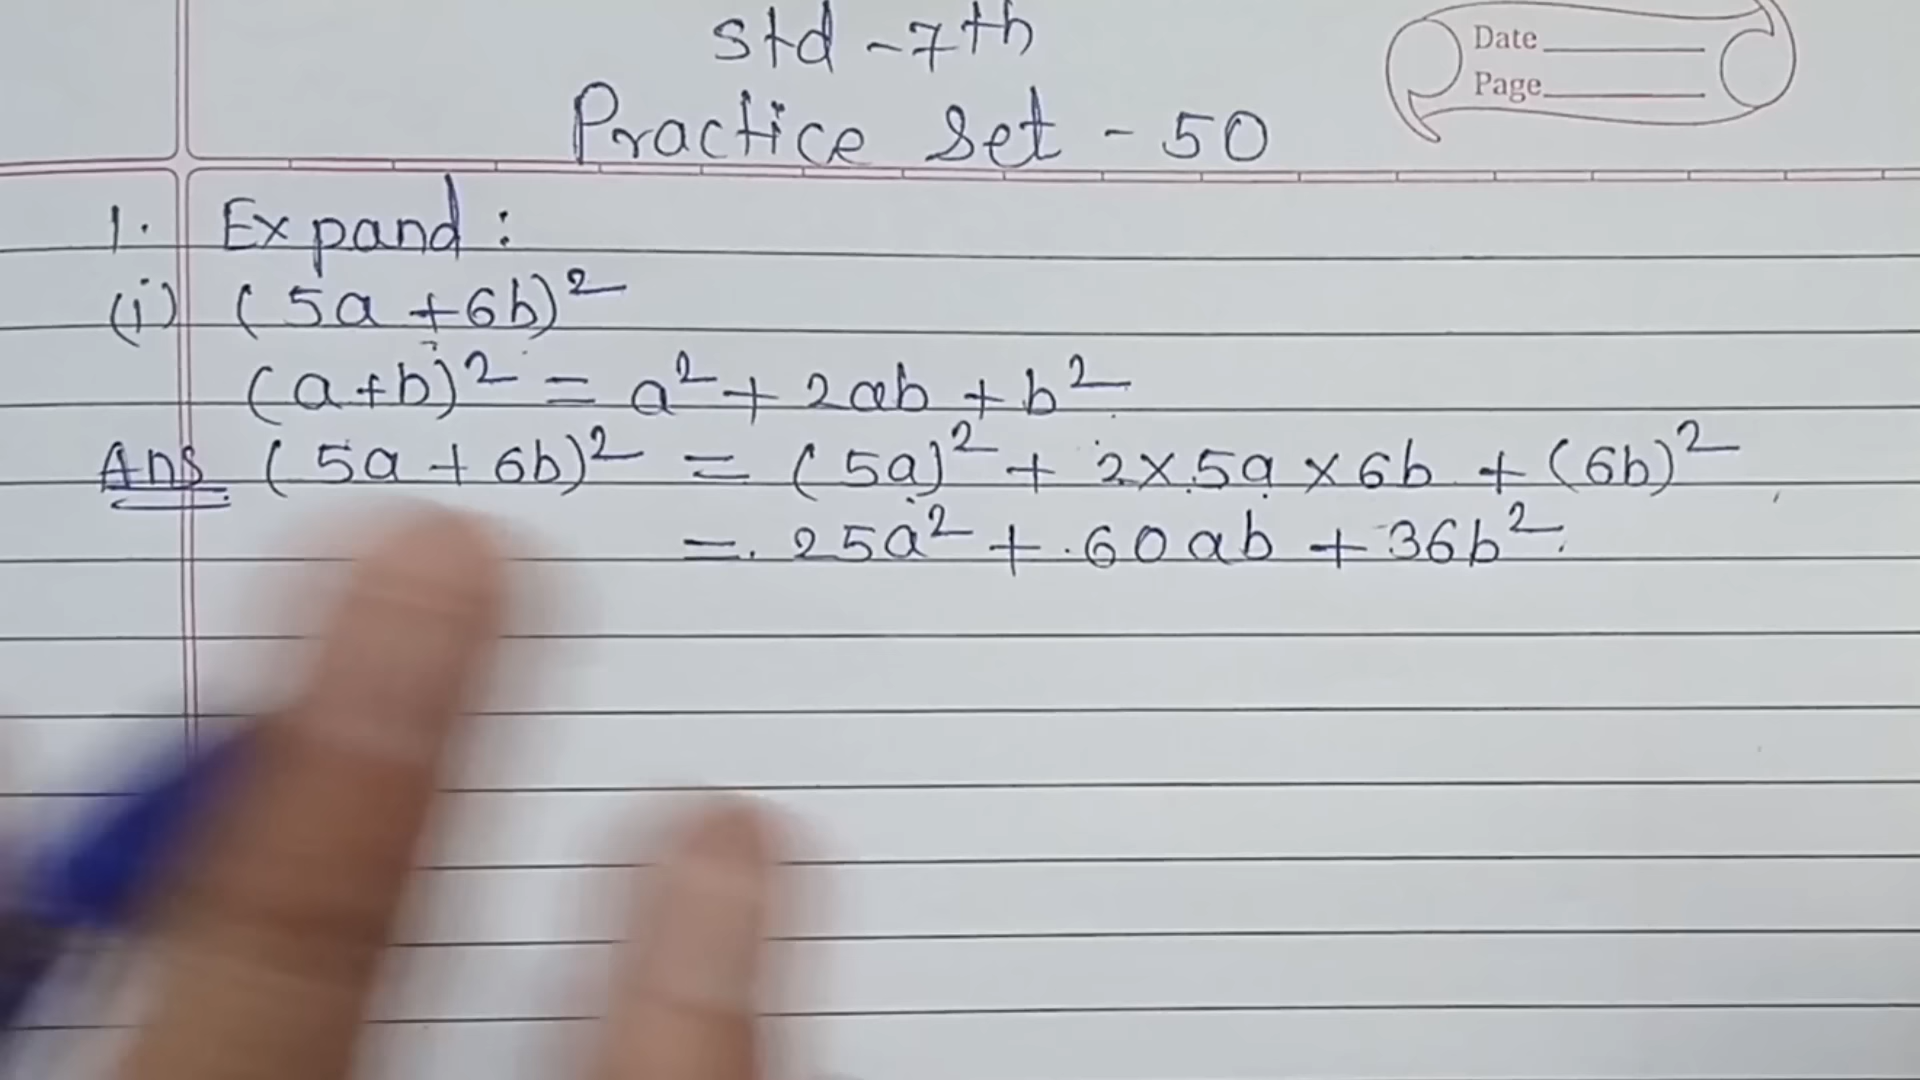 std - 7th
Date
Page
Practice Set - 50
1. Expand :
(i) (5a + 6b)²
(a+b)² = a² + 2ab + b²
Ans (5a + 6b)² = (5a)² + 2 × 5a × 6b + (6b)²
= 25a² + 60ab + 36b²